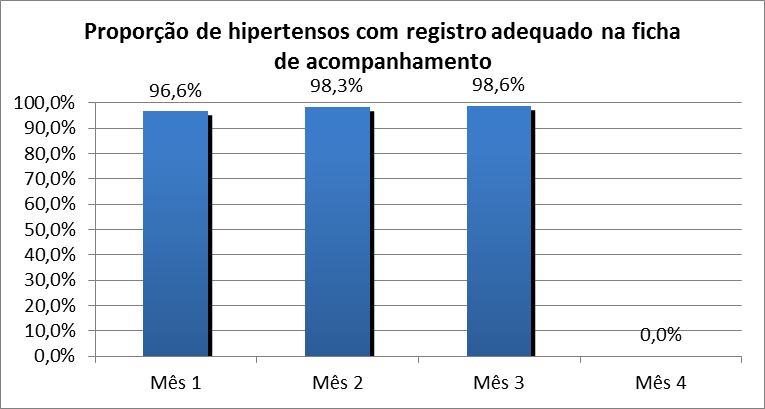 Proporção de hipertensos com registro adequado na ficha
de acompanhamento
96,6%
98,3%
98,6%
0,0%
100,0%
90,0%
80,0%
70,0%
60,0%
50,0%
40,0%
30,0%
20,0%
10,0%
0,0%
Mês 1
Mês 2
Mês 3
Mês 4